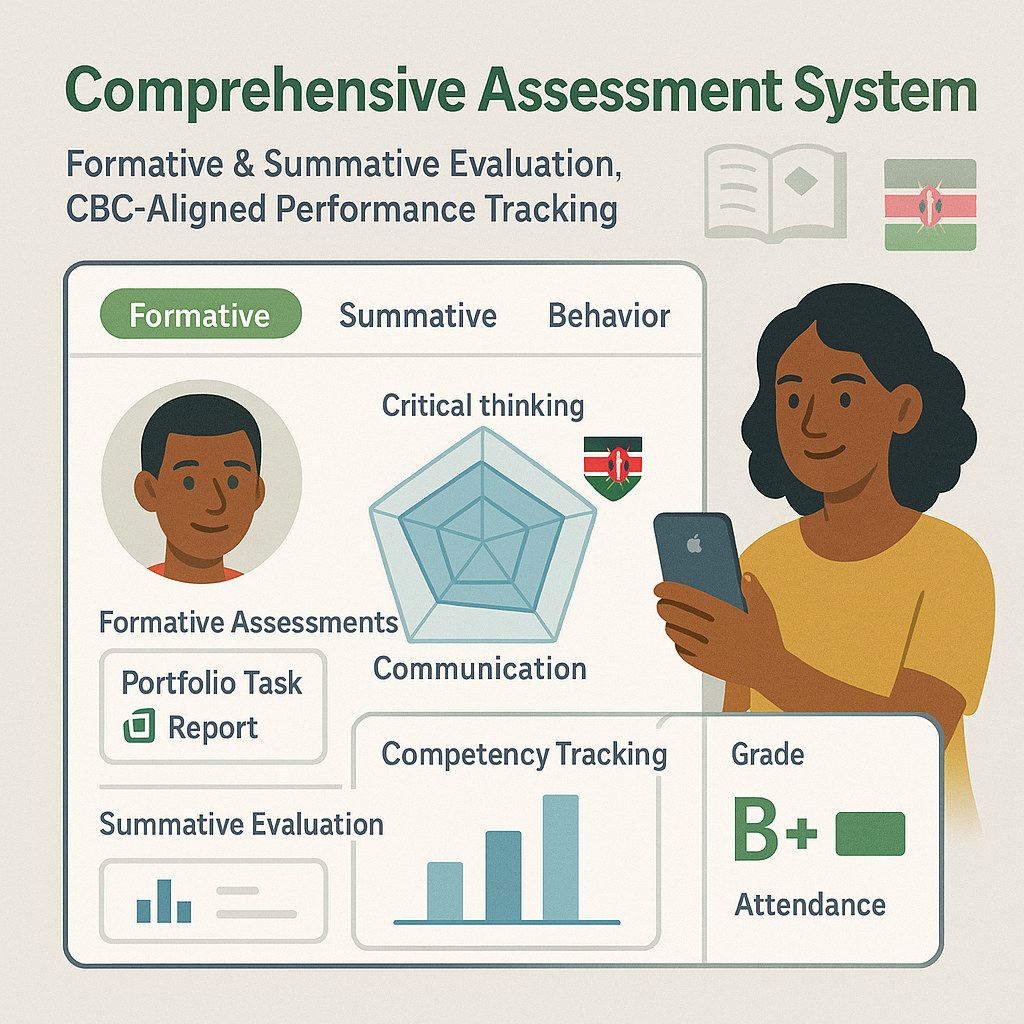 Comprehensive Assessment System
Formative & Summative Evaluation,
CBC-Aligned Performance Tracking
Formative
Summative
Behavior
Critical thinking
Communication
Formative Assessments
Portfolio Task
Report
Summative Evaluation
Competency Tracking
Grade
B+
Attendance